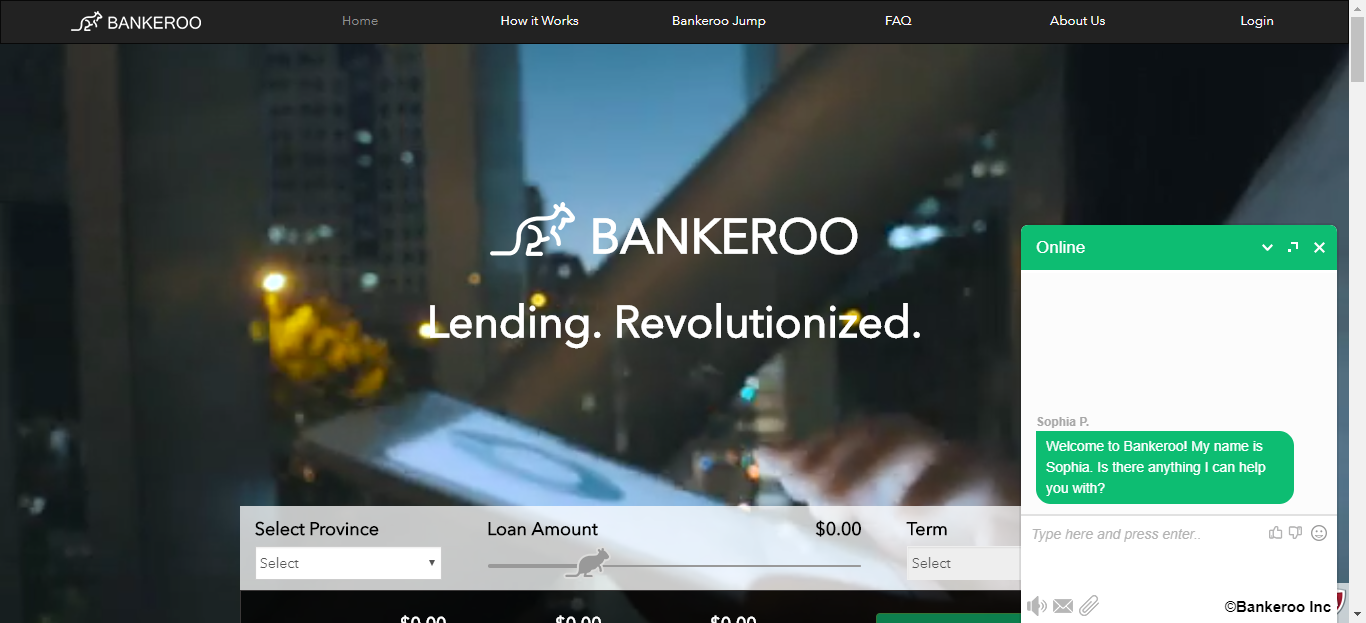 BANKEROO
Home
How it Works
Bankeroo Jump
FAQ
About Us
Login
BANKEROO
Lending. Revolutionized.
Online
Sophia P.
Welcome to Bankeroo! My name is
Sophia. Is there anything I can help
you with?
Type here and press enter..
©Bankeroo Inc
Select Province
Loan Amount
$0.00
Term
Select
Select
$0.00
$0.00
$0.00